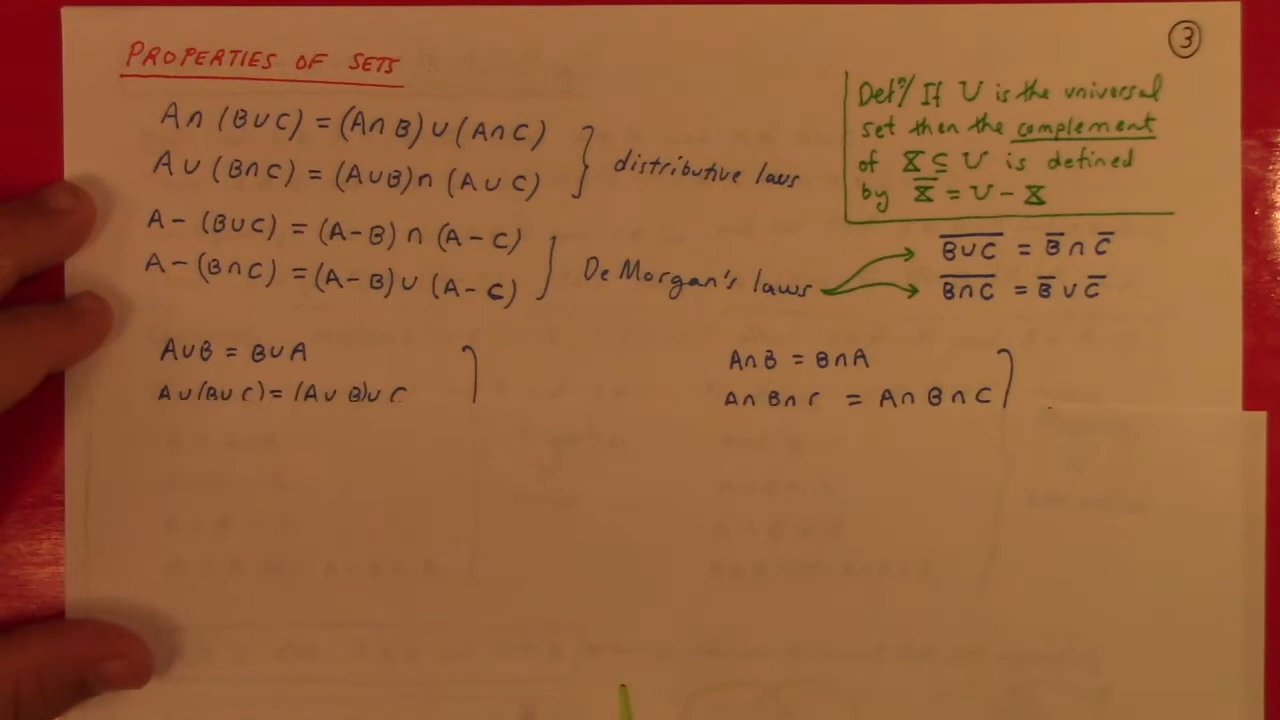 3
PROPERTIES OF SETS
A∩(B∪C) = (A∩B)∪(A∩C)
A∪(B∩C) = (A∪B)∩(A∪C)
distributive laws
A-(B∪C) = (A-B)∩(A-C)
A-(B∩C) = (A-B)∪(A-C)
De Morgan's laws
Def'n/ If U is the universal
set then the complement
of X ⊆ U is defined
by X̅ = U - X
B̅∪̅C̅ = B̅ ∩ C̅
B̅∩̅C̅ = B̅ ∪ C̅
A∪B = B∪A
A∪(B∪C) = (A∪B)∪C
A∩B = B∩A
A∩B∩C = A∩B∩C